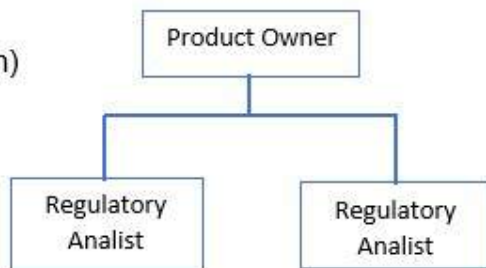 Product Owner
n)
Regulatory
Analist
Regulatory
Analist